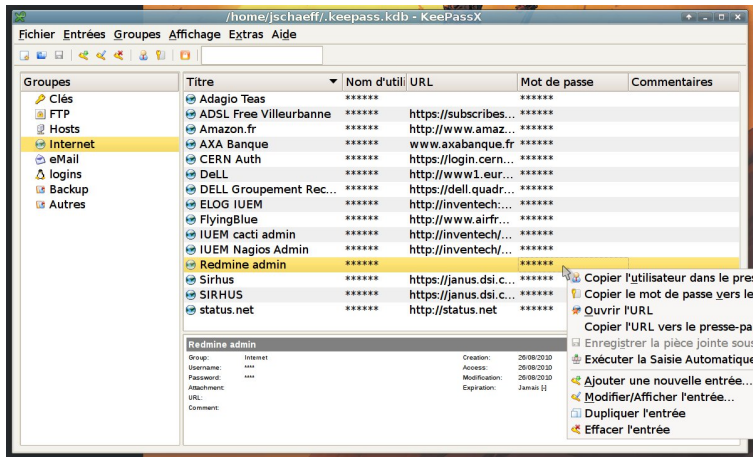 /home/jschaeff/.keepass.kdb - KeePassX
Fichier Entrées Groupes Affichage Extras Aide
Groupes
Clés
FTP
Hosts
Internet
eMail
logins
Backup
Autres
Titre Nom d'utili URL Mot de passe Commentaires
Adagio Teas ****** ******
ADSL Free Villeurbanne ****** https://subscribes... ******
Amazon.fr ****** http://www.amaz... ******
AXA Banque ****** www.axabanque.fr ******
CERN Auth ****** https://login.cern... ******
DeLL ****** http://www1.eur... ******
DELL Groupement Rec... ****** https://dell.quadr... ******
ELOG IUEM ****** http://inventech:... ******
FlyingBlue ****** http://www.airfr... ******
IUEM cacti admin ****** http://inventech/... ******
IUEM Nagios Admin ****** http://inventech/... ******
Redmine admin ****** ******
Sirhus ****** https://janus.dsi.c... ******
SIRHUS ****** https://janus.dsi.c... ******
status.net ****** http://status.net ******
Copier l'utilisateur dans le pres
Copier le mot de passe vers le
Ouvrir l'URL
Copier l'URL vers le presse-pa
Enregistrer la pièce jointe sous
Exécuter la Saisie Automatique
Ajouter une nouvelle entrée...
Modifier/Afficher l'entrée...
Dupliquer l'entrée
Effacer l'entrée
Redmine admin
Group: Internet Creation: 26/08/2010
Username: **** Access: 26/08/2010
Password: **** Modification: 26/08/2010
Attachment: Expiration: Jamais [-]
URL:
Comment: